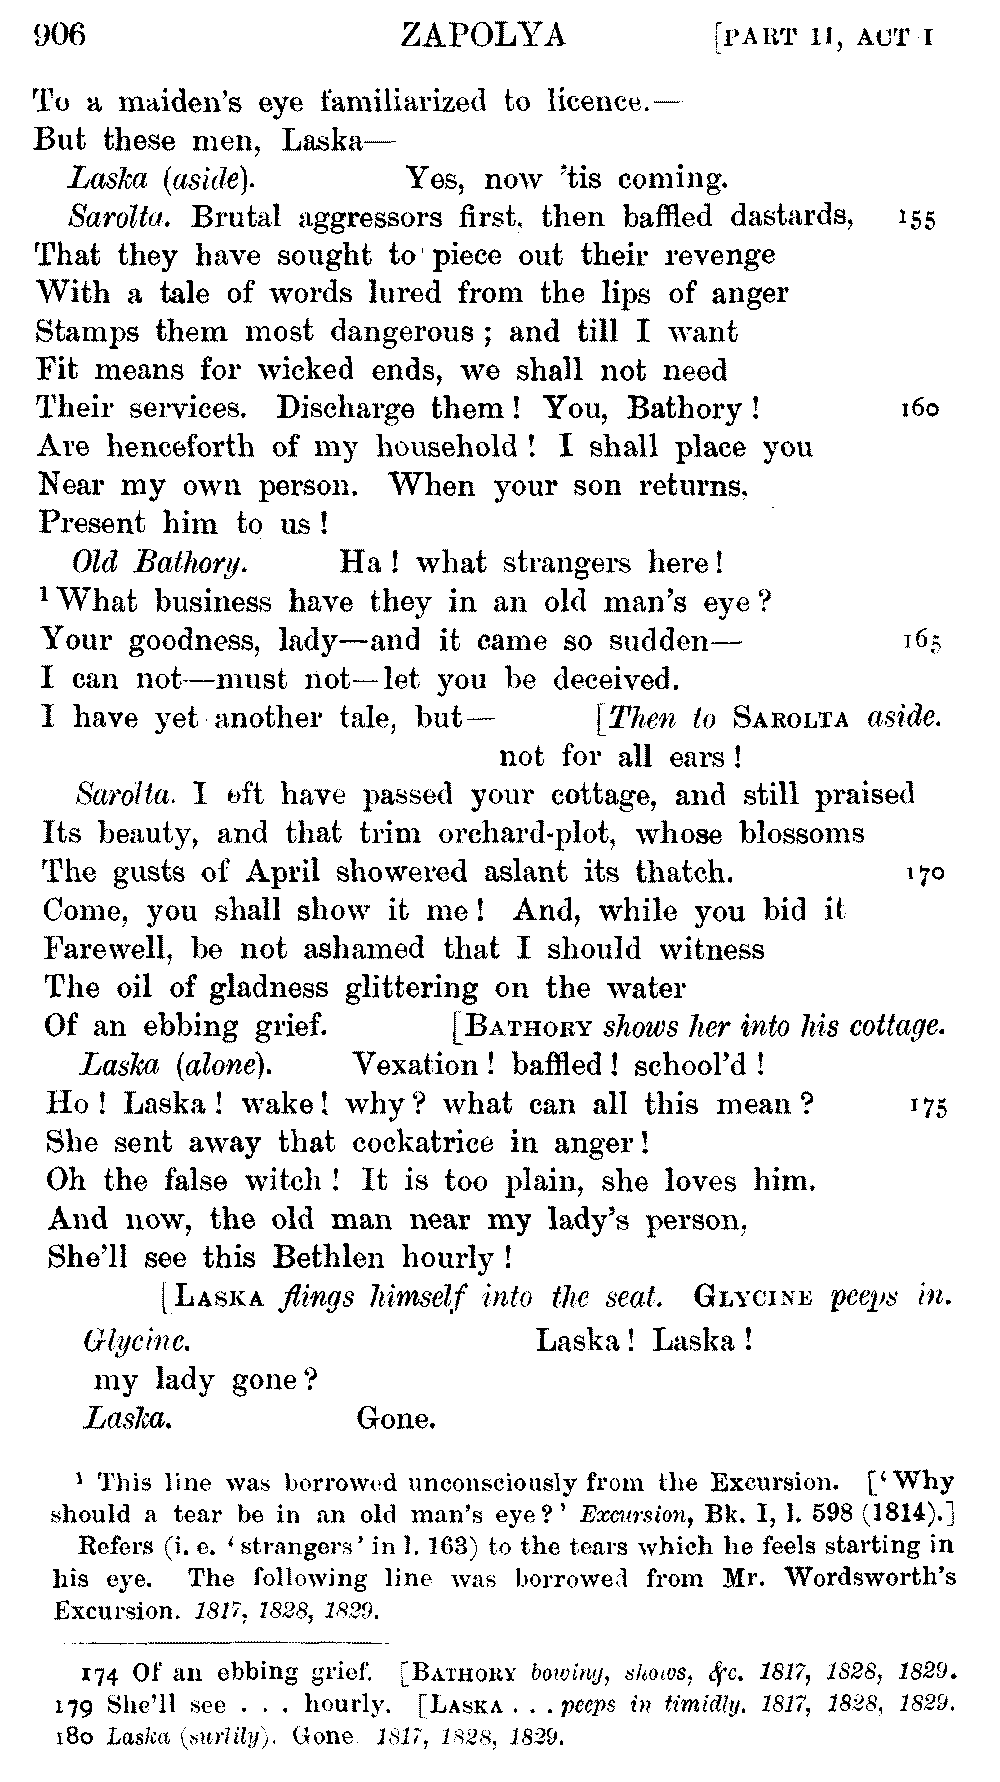 906 ZAPOLYA [PART II, ACT I
To a maiden's eye familiarized to licence.—
But these men, Laska—
Laska (aside). Yes, now 'tis coming.
Sarolta. Brutal aggressors first, then baffled dastards, 155
That they have sought to piece out their revenge
With a tale of words lured from the lips of anger
Stamps them most dangerous ; and till I want
Fit means for wicked ends, we shall not need
Their services. Discharge them ! You, Bathory ! 160
Are henceforth of my household ! I shall place you
Near my own person. When your son returns,
Present him to us !
Old Bathory. Ha ! what strangers here !
¹ What business have they in an old man's eye ?
Your goodness, lady—and it came so sudden— 165
I can not—must not—let you be deceived.
I have yet another tale, but— [Then to SAROLTA aside.
not for all ears !
Sarolta. I oft have passed your cottage, and still praised
Its beauty, and that trim orchard-plot, whose blossoms
The gusts of April showered aslant its thatch. 170
Come, you shall show it me ! And, while you bid it
Farewell, be not ashamed that I should witness
The oil of gladness glittering on the water
Of an ebbing grief. [BATHORY shows her into his cottage.
Laska (alone). Vexation ! baffled ! school'd !
Ho ! Laska ! wake ! why ? what can all this mean ? 175
She sent away that cockatrice in anger !
Oh the false witch ! It is too plain, she loves him.
And now, the old man near my lady's person,
She'll see this Bethlen hourly !
[LASKA flings himself into the seat. GLYCINE peeps in.
Glycine. Laska ! Laska !
my lady gone ?
Laska. Gone.
¹ This line was borrowed unconsciously from the Excursion. ['Why
should a tear be in an old man's eye ?' Excursion, Bk. I, l. 598 (1814).]
Refers (i. e. 'strangers' in l. 163) to the tears which he feels starting in
his eye. The following line was borrowed from Mr. Wordsworth's
Excursion. 1817, 1828, 1829.
174 Of an ebbing grief. [BATHORY bowing, shows, &c. 1817, 1828, 1829.
179 She'll see . . . hourly. [LASKA . . . peeps in timidly. 1817, 1828, 1829.
180 Laska (surlily). Gone 1817, 1828, 1829.